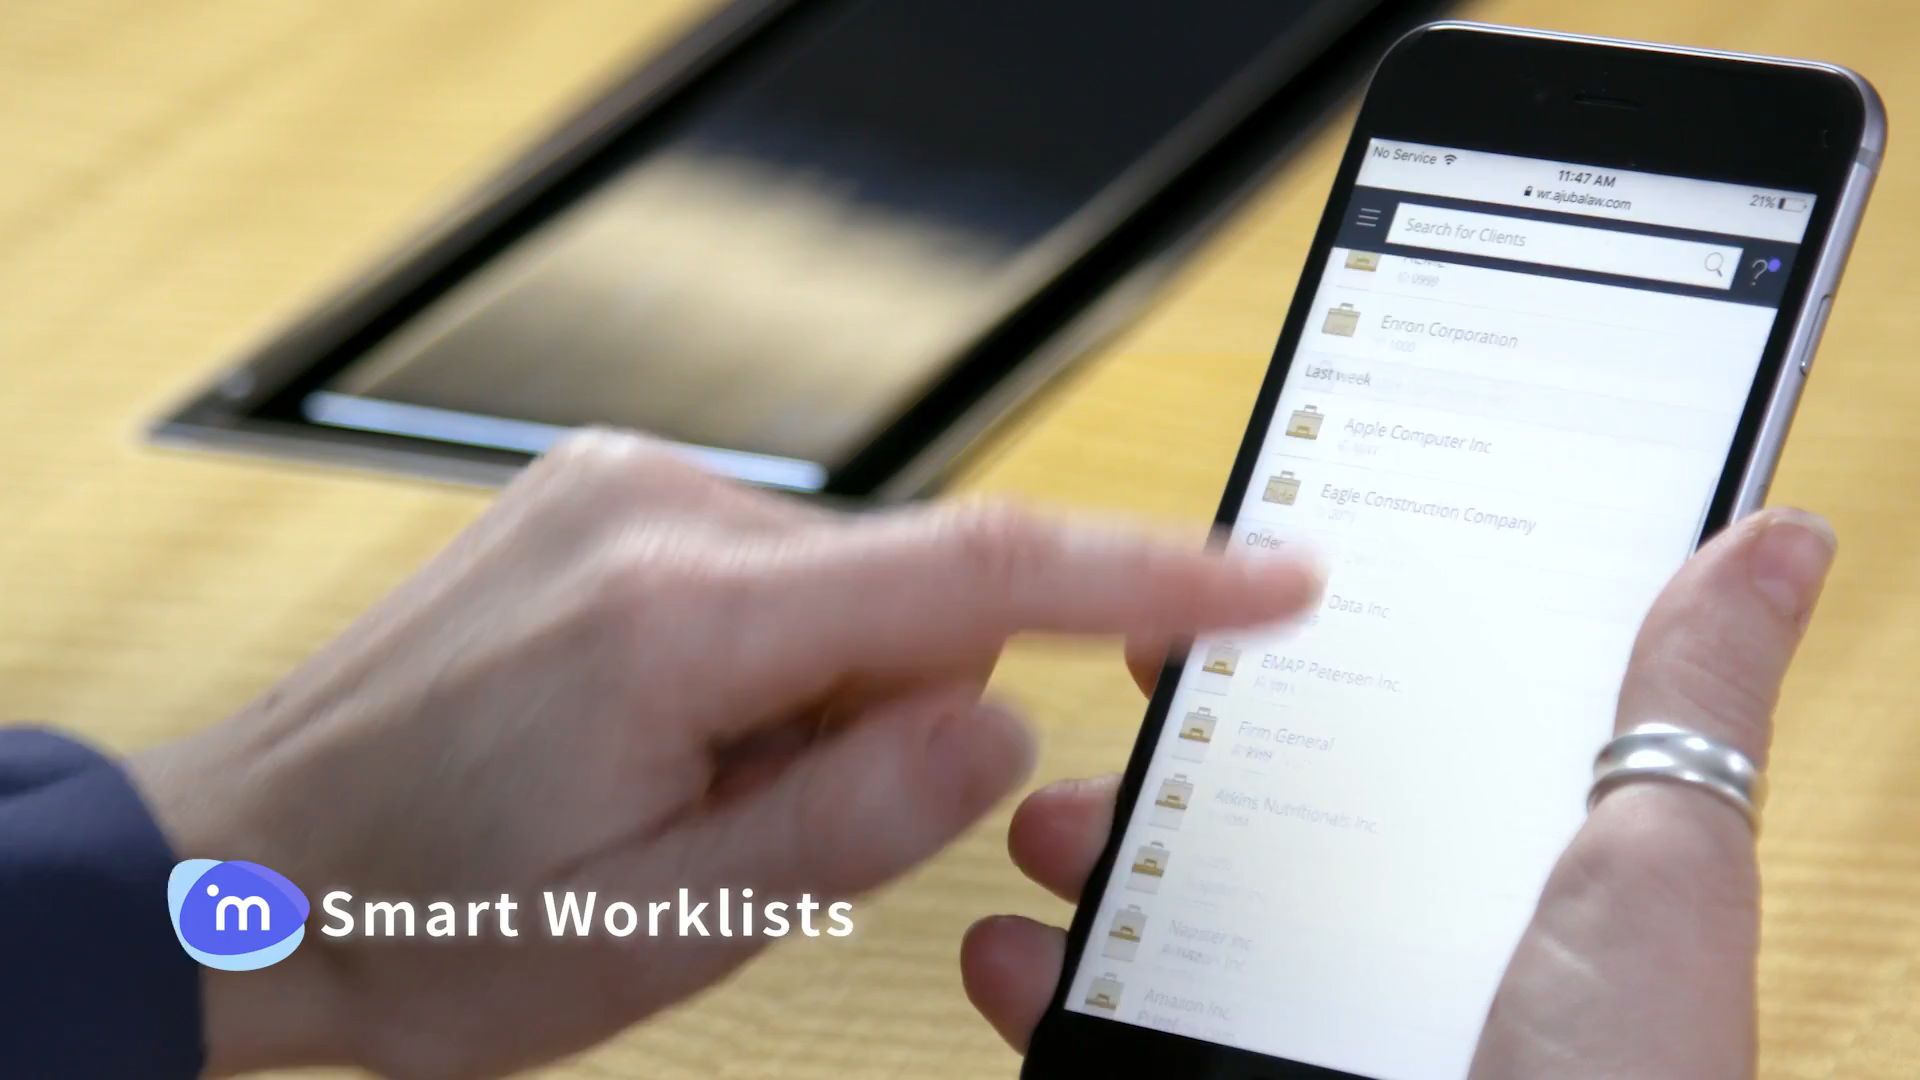 No Service
11:47 AM
21%
wr.ajubalaw.com
Search for Clients
?
0999
Enron Corporation
1000
Last week
Apple Computer Inc
Eagle Construction Company
Older
Data Inc
EMAP Petersen Inc.
Firm General
Atkins Nutritionals Inc.
Napster Inc
Amazon Inc.
m Smart Worklists